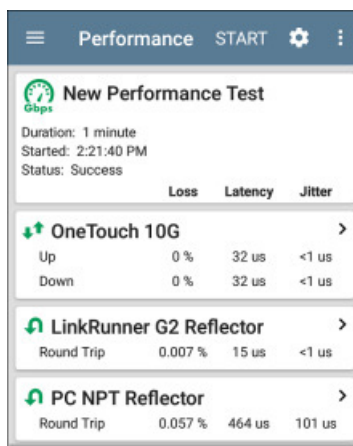 Performance START
Gbps
New Performance Test
Duration: 1 minute
Started: 2:21:40 PM
Status: Success
Loss Latency Jitter
OneTouch 10G
Up 0 % 32 us <1 us
Down 0 % 32 us <1 us
LinkRunner G2 Reflector
Round Trip 0.007 % 15 us <1 us
PC NPT Reflector
Round Trip 0.057 % 464 us 101 us